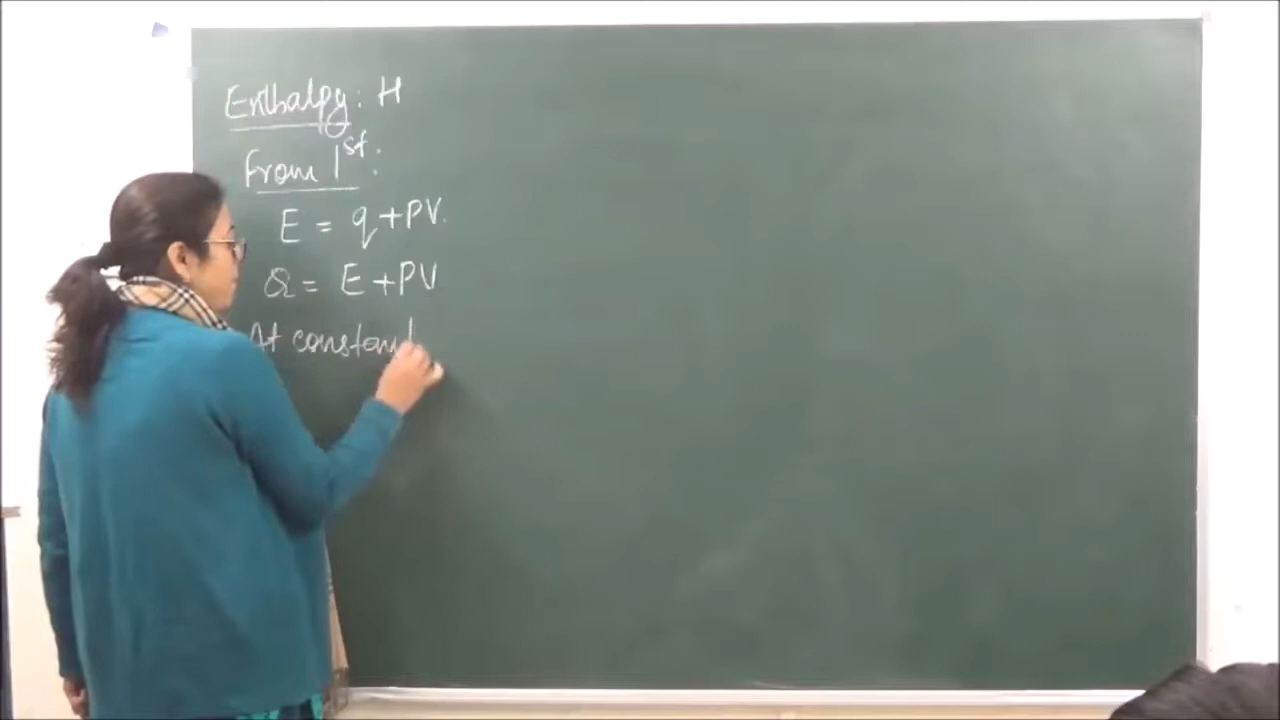 Enthalpy: H
From 1st:
E = q + PV.
Q = E + PV
At constant